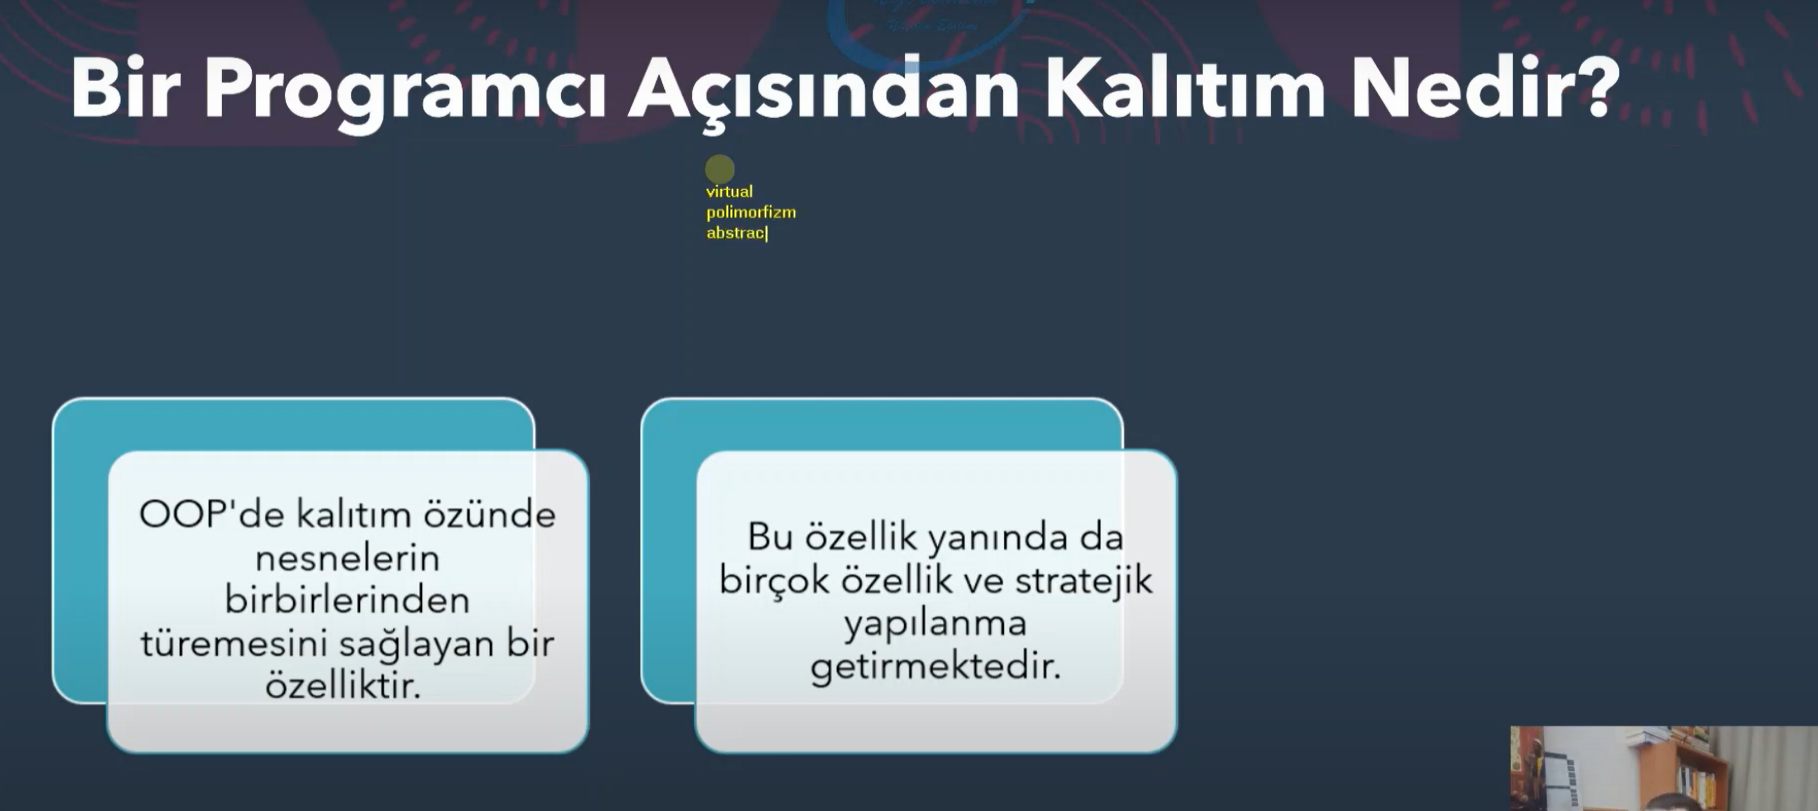 Bir Programcı Açısından Kalıtım Nedir?
virtual
polimorfizm
abstrac
OOP'de kalıtım özünde
nesnelerin
birbirlerinden
türemesini sağlayan bir
özelliktir.
Bu özellik yanında da
birçok özellik ve stratejik
yapılanma
getirmektedir.